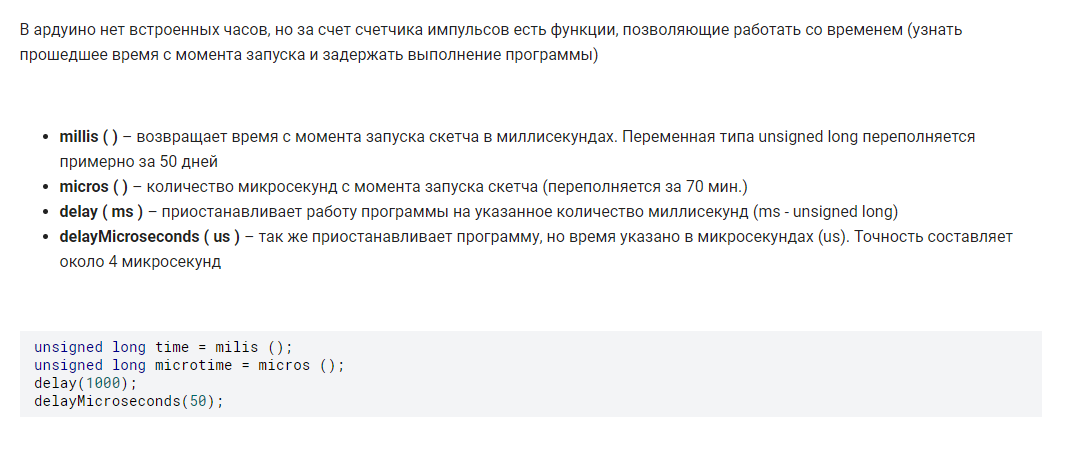 В ардуино нет встроенных часов, но за счет счетчика импульсов есть функции, позволяющие работать со временем (узнать
прошедшее время с момента запуска и задержать выполнение программы)
• millis ( ) – возвращает время с момента запуска скетча в миллисекундах. Переменная типа unsigned long переполняется
примерно за 50 дней
• micros ( ) – количество микросекунд с момента запуска скетча (переполняется за 70 мин.)
• delay ( ms ) – приостанавливает работу программы на указанное количество миллисекунд (ms - unsigned long)
• delayMicroseconds ( us ) – так же приостанавливает программу, но время указано в микросекундах (us). Точность составляет
около 4 микросекунд
unsigned long time = milis ();
unsigned long microtime = micros ();
delay(1000);
delayMicroseconds(50);